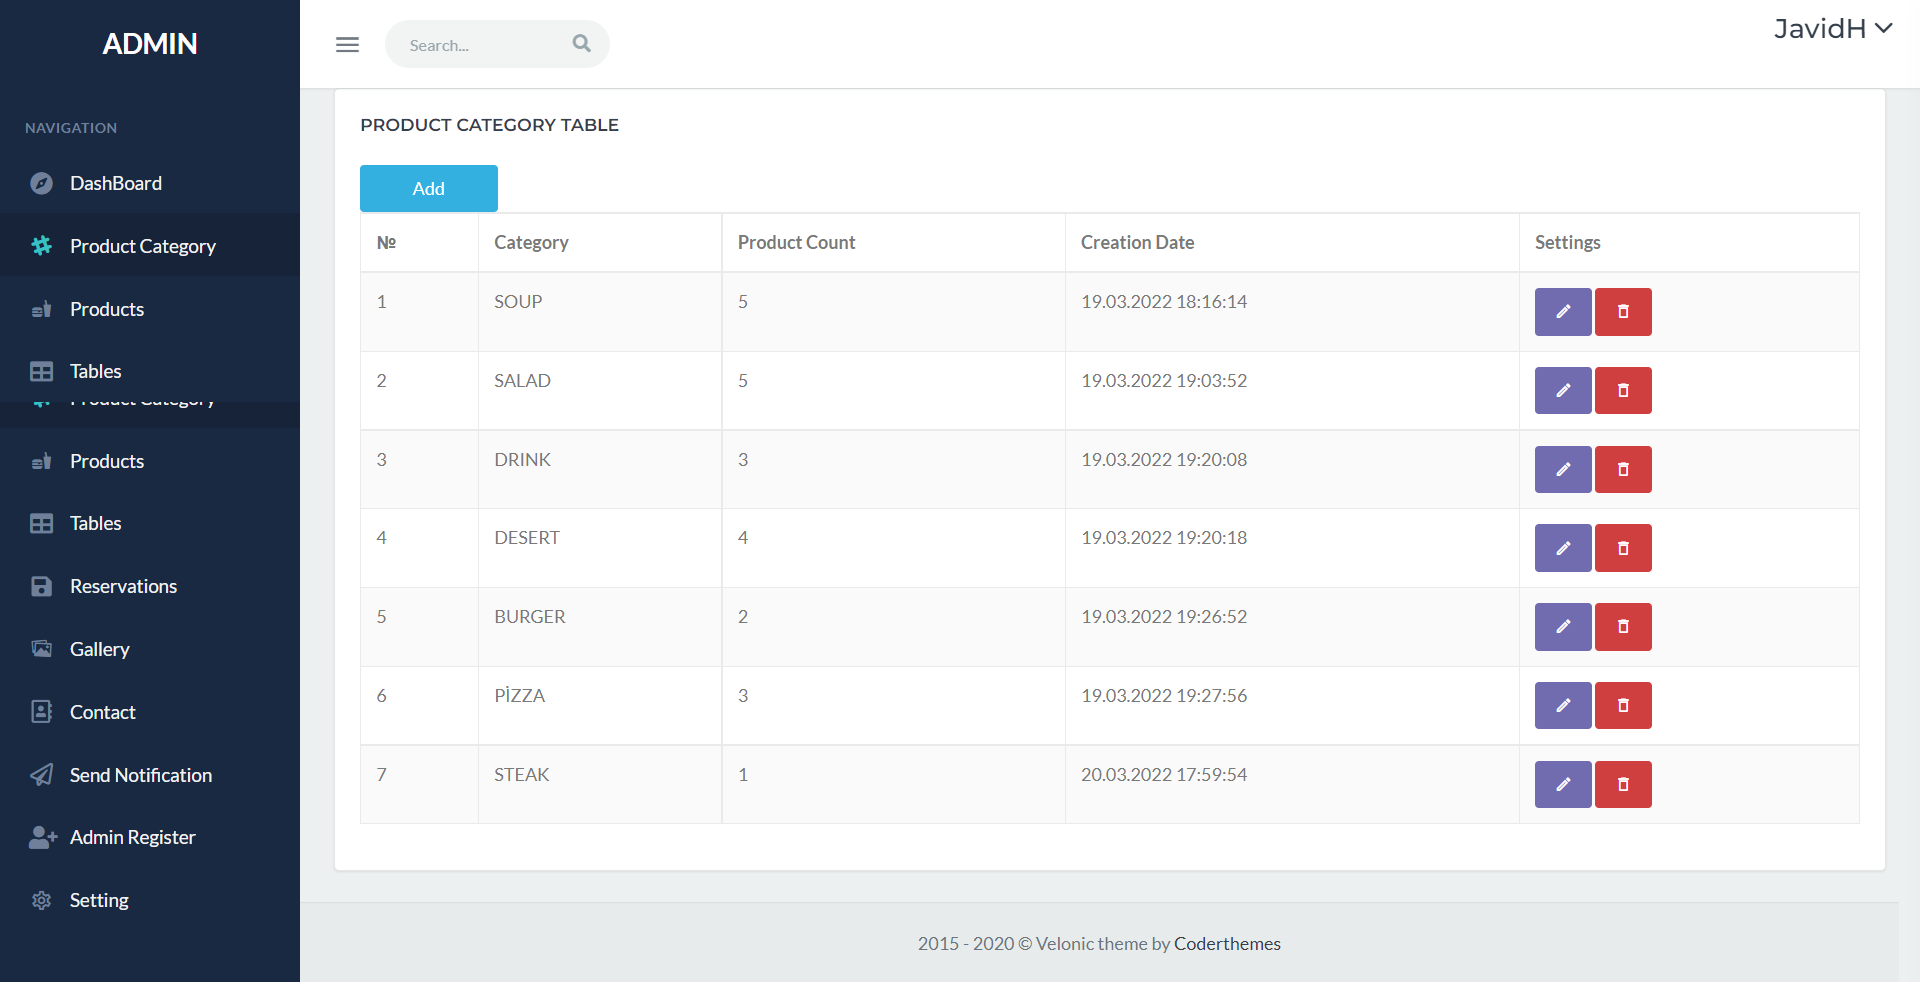 ADMIN
NAVIGATION
DashBoard
Product Category
Products
Tables
Product Category
Products
Tables
Reservations
Gallery
Contact
Send Notification
Admin Register
Setting
Search...
JavidH
PRODUCT CATEGORY TABLE
Add
№ Category Product Count Creation Date Settings
1 SOUP 5 19.03.2022 18:16:14
2 SALAD 5 19.03.2022 19:03:52
3 DRINK 3 19.03.2022 19:20:08
4 DESERT 4 19.03.2022 19:20:18
5 BURGER 2 19.03.2022 19:26:52
6 PİZZA 3 19.03.2022 19:27:56
7 STEAK 1 20.03.2022 17:59:54
2015 - 2020 © Velonic theme by Coderthemes